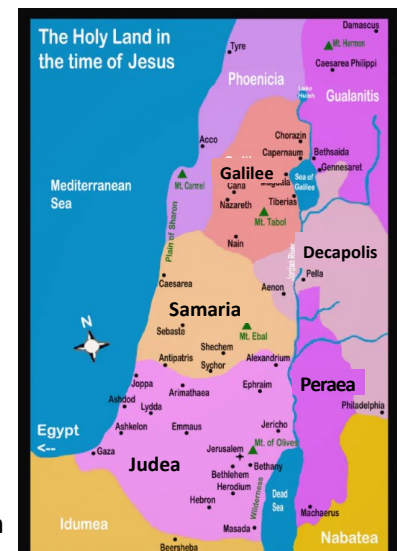 The Holy Land in
the time of Jesus
Damascus
Tyre
Mt. Hermon
Phoenicia
Caesarea Philippi
Lake
Huleh
Gualanitis
Acco
Chorazin
Capernaum
Bethsaida
Gennesaret
Galilee
Mt. Carmel
Cana
Sea of
Galilee
Mediterranean
Sea
Nazareth
Tiberias
Mt. Tabol
Plain of Sharon
Nain
Decapolis
Jordan River
Caesarea
Aenon
Pella
Samaria
N
Sebaste
Mt. Ebal
Shechem
Sychor
Antipatris
Alexandrium
Joppa
Arimathaea
Ephraim
Peraea
Ashdod
Lydda
Philadelphia
Egypt
<--
Ashkelon
Emmaus
Jericho
Jerusalem
Mt. of Olives
Gaza
Judea
Bethany
Bethlehem
Herodium
Wilderness
Dead
Sea
Hebron
Machaerus
Idumea
Masada
Nabatea
Beersheba